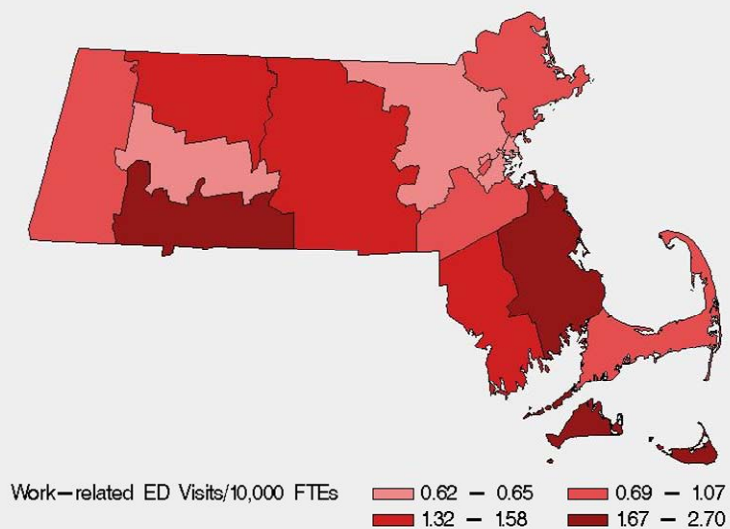 Work-related ED Visits/10,000 FTEs 0.62 - 0.65 0.69 - 1.07
1.32 - 1.58 1.67 - 2.70